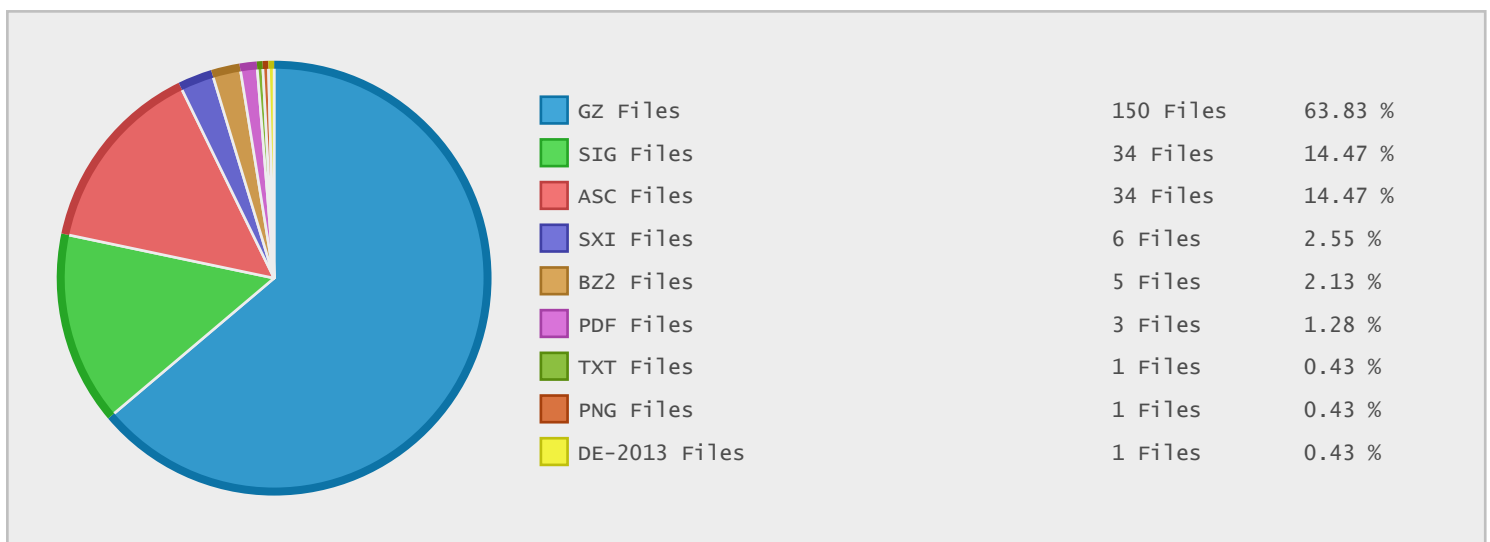 GZ Files 150 Files 63.83 %
SIG Files 34 Files 14.47 %
ASC Files 34 Files 14.47 %
SXI Files 6 Files 2.55 %
BZ2 Files 5 Files 2.13 %
PDF Files 3 Files 1.28 %
TXT Files 1 Files 0.43 %
PNG Files 1 Files 0.43 %
DE-2013 Files 1 Files 0.43 %